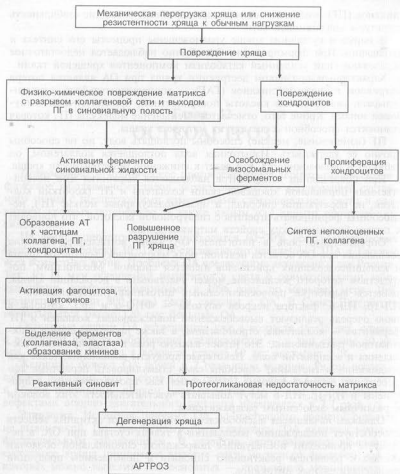 Механическая перегрузка хряща или снижение
резистентности хряща к обычным нагрузкам
Повреждение хряща
Физико-химическое повреждение матрикса
с разрывом коллагеновой сети и выходом
ПГ в синовиальную полость
Повреждение
хондроцитов
Активация ферментов
синовиальной жидкости
Освобождение
лизосомальных
ферментов
Пролиферация
хондроцитов
Образование АТ
к частицам
коллагена, ПГ,
хондроцитам
Повышенное
разрушение
ПГ хряща
Синтез неполноценных
ПГ, коллагена
Активация фагоцитоза,
цитокинов
Выделение ферментов
(коллагеназа, эластаза)
образование кининов
Реактивный синовит
Протеогликановая недостаточность матрикса
Дегенерация хряща
АРТРОЗ